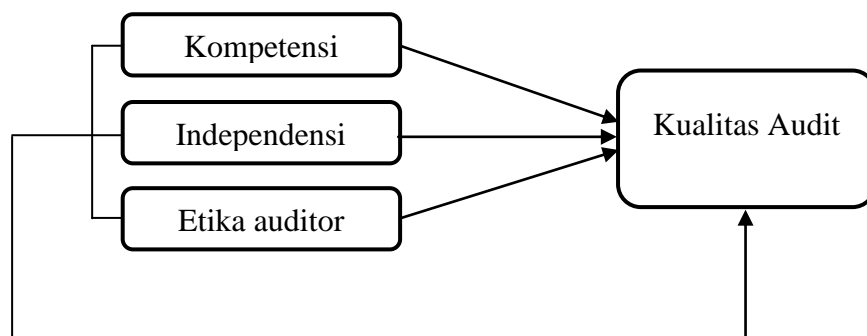 Kompetensi
Independensi
Etika auditor
Kualitas Audit